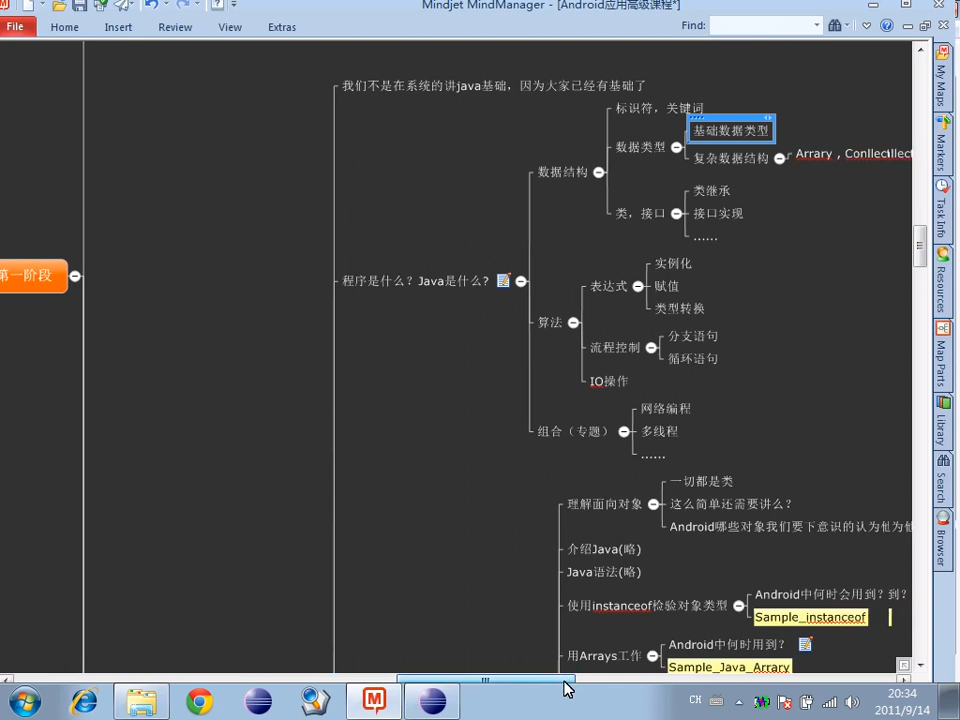 Mindjet MindManager - [Android应用高级课程*]
File Home Insert Review View Extras Find:
我们不是在系统的讲java基础，因为大家已经有基础了
标识符，关键词
基础数据类型
数据类型
复杂数据结构
Arrary，Conllecti
数据结构
类继承
类，接口
接口实现
......
第一阶段
程序是什么？Java是什么？
实例化
表达式
赋值
类型转换
算法
分支语句
流程控制
循环语句
IO操作
网络编程
组合（专题）
多线程
......
一切都是类
理解面向对象
这么简单还需要讲么？
Android哪些对象我们要下意识的认为他
介绍Java(略)
Java语法(略)
Android中何时会用到？
使用instanceof检验对象类型
Sample_instanceof
Android中何时用到？
用Arrays工作
Sample_Java_Arrary
My Maps
Markers
Task Info
Resources
Map Parts
Library
Search
Browser
CH
20:34
2011/9/14